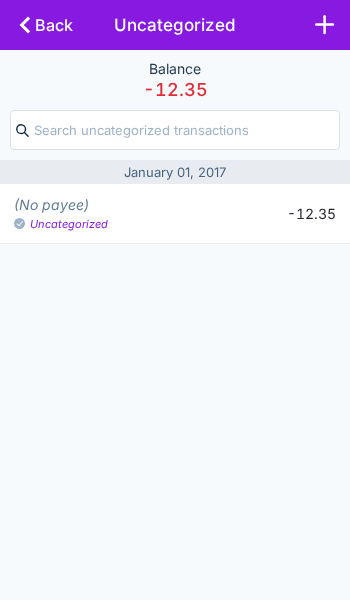 Back Uncategorized
Balance
-12.35
Search uncategorized transactions
January 01, 2017
(No payee)
-12.35
Uncategorized